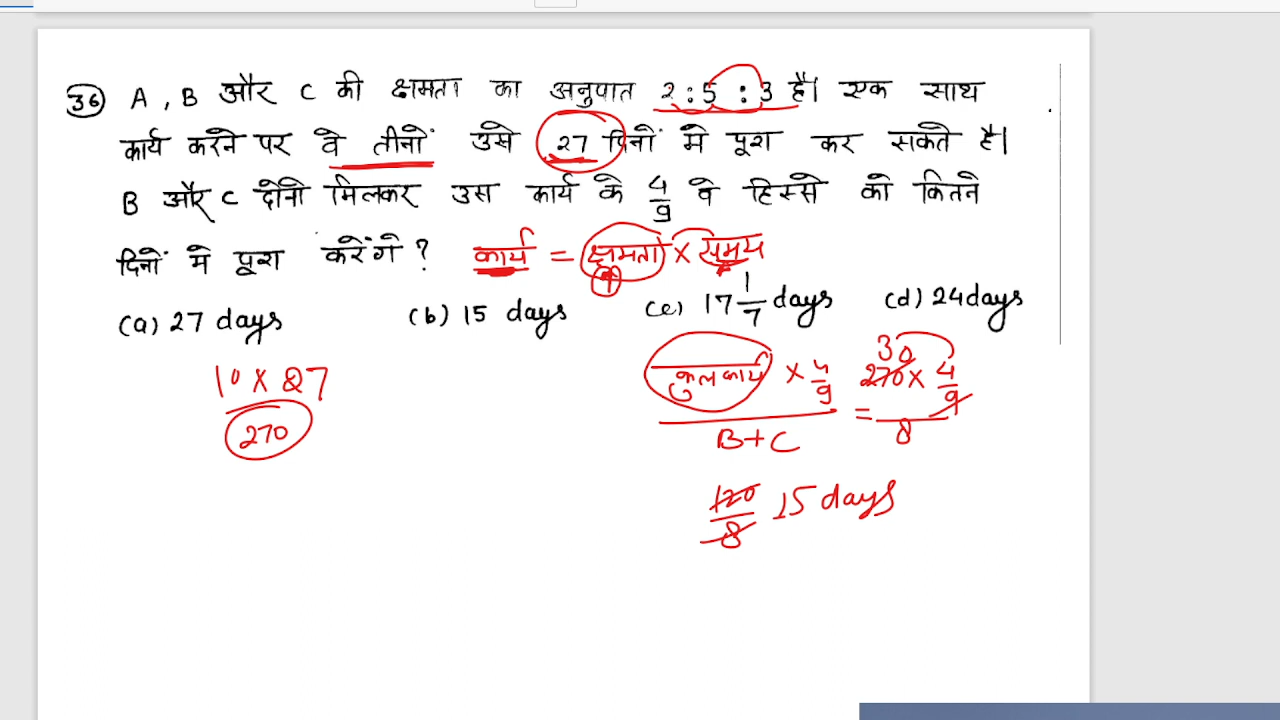 36 A, B और C की क्षमता का अनुपात 2 : 5 : 3 है। एक साथ
कार्य करने पर वे तीनों उसे 27 दिनों मे पूरा कर सकते है।
B और C दोनो मिलकर उस कार्य के 4/9 वे हिस्से को कितने
दिनों मे पूरा करेंगे ? कार्य = क्षमता × समय
(a) 27 days (b) 15 days (c) 17 1/7 days (d) 24 days
10 × 27
270
कुल कार्य × 4/9
B+C
= 270 × 4/9
30
8
120/8 15 days